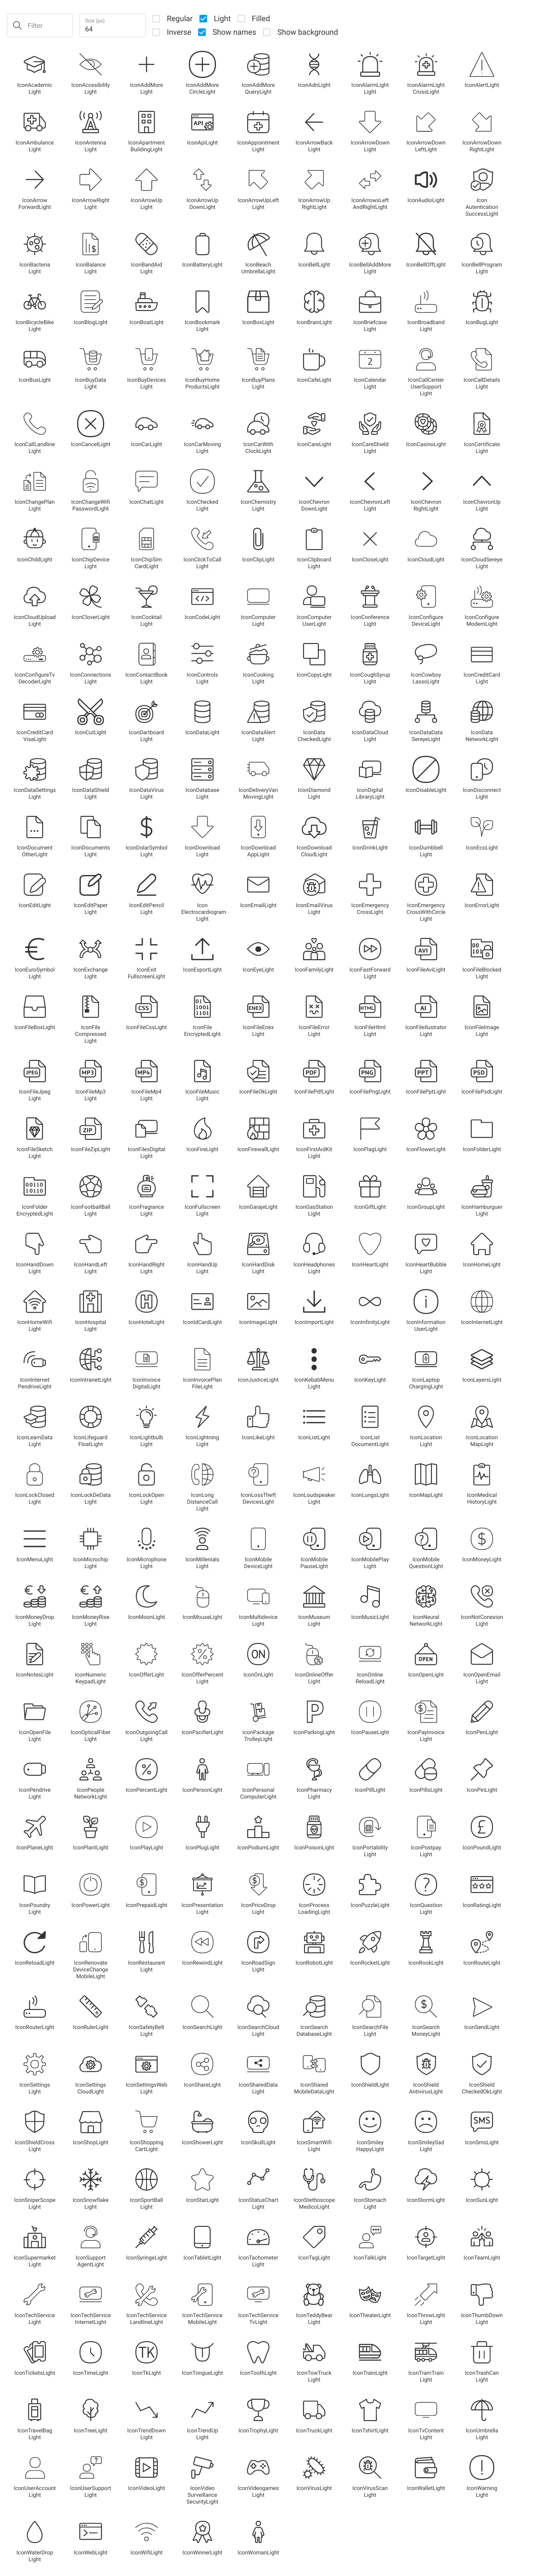 Filter
Size (px)
64
Regular
Light
Filled
Inverse
Show names
Show background
IconAcademic
Light
IconAccesibility
Light
IconAddMore
Light
IconAddMore
CircleLight
IconAddMore
QueryLight
IconAdnLight
IconAlarmLight
Light
IconAlarmLight
CrossLight
IconAlertLight
IconAmbulance
Light
IconAntenna
Light
IconApartment
BuildingLight
IconApiLight
IconAppointment
Light
IconArrowBack
Light
IconArrowDown
Light
IconArrowDown
LeftLight
IconArrowDown
RightLight
IconArrow
ForwardLight
IconArrowRight
Light
IconArrowUp
Light
IconArrowUp
DownLight
IconArrowUpLeft
Light
IconArrowUp
RightLight
IconArrowsLeft
AndRightLight
IconAudioLight
Icon
Autentication
SuccessLight
IconBacteria
Light
IconBalance
Light
IconBandAid
Light
IconBatteryLight
IconBeach
UmbrellaLight
IconBellLight
IconBellAddMore
Light
IconBellOffLight
IconBellProgram
Light
IconBicycleBike
Light
IconBlogLight
IconBoatLight
IconBookmark
Light
IconBoxLight
IconBrainLight
IconBriefcase
Light
IconBroadband
Light
IconBugLight
IconBusLight
IconBuyData
Light
IconBuyDevices
Light
IconBuyHome
ProductsLight
IconBuyPlans
Light
IconCafeLight
IconCalendar
Light
IconCallCenter
UserSupport
Light
IconCallDetails
Light
IconCallLandline
Light
IconCancelLight
IconCarLight
IconCarMoving
Light
IconCarWith
ClockLight
IconCareLight
IconCareShield
Light
IconCasinoLight
IconCertificate
Light
IconChangePlan
Light
IconChangeWifi
PasswordLight
IconChatLight
IconChecked
Light
IconChemistry
Light
IconChevron
DownLight
IconChevronLeft
Light
IconChevron
RightLight
IconChevronUp
Light
IconChildLight
IconChipDevice
Light
IconChipSim
CardLight
IconClickToCall
Light
IconClipLight
IconClipboard
Light
IconCloseLight
IconCloudLight
IconCloudSereye
Light
IconCloudUpload
Light
IconCloverLight
IconCocktail
Light
IconCodeLight
IconComputer
Light
IconComputer
UserLight
IconConference
Light
IconConfigure
DeviceLight
IconConfigure
ModemLight
IconConfigureTv
DecoderLight
IconConnections
Light
IconContactBook
Light
IconControls
Light
IconCooking
Light
IconCopyLight
IconCoughSyrup
Light
IconCowboy
LassoLight
IconCreditCard
Light
IconCreditCard
VisaLight
IconCutLight
IconDartboard
Light
IconDataLight
IconDataAlert
Light
IconData
CheckedLight
IconDataCloud
Light
IconDataData
SereyeLight
IconData
NetworkLight
IconDataSettings
Light
IconDataShield
Light
IconDataVirus
Light
IconDatabase
Light
IconDeliveryVan
MovingLight
IconDiamond
Light
IconDigital
LibraryLight
IconDisableLight
IconDisconnect
Light
IconDocument
OtherLight
IconDocuments
Light
IconDolarSymbol
Light
IconDownload
Light
IconDownload
AppLight
IconDownload
CloudLight
IconDrinkLight
IconDumbbell
Light
IconEcoLight
IconEditLight
IconEditPaper
Light
IconEditPencil
Light
Icon
Electrocardiogram
Light
IconEmailLight
IconEmailVirus
Light
IconEmergency
CrossLight
IconEmergency
CrossWithCircle
Light
IconErrorLight
IconEuroSymbol
Light
IconExchange
Light
IconExit
FullscreenLight
IconExportLight
IconEyeLight
IconFamilyLight
IconFastForward
Light
IconFileAviLight
IconFileBlocked
Light
IconFileBoxLight
IconFile
Compressed
Light
IconFileCssLight
IconFile
EncryptedLight
IconFileEnex
Light
IconFileError
Light
IconFileHtml
Light
IconFileIllustrator
Light
IconFileImage
Light
IconFileJpeg
Light
IconFileMp3
Light
IconFileMp4
Light
IconFileMusic
Light
IconFileOkLight
IconFilePdfLight
IconFilePngLight
IconFilePptLight
IconFilePsdLight
IconFileSketch
Light
IconFileZipLight
IconFilesDigital
Light
IconFireLight
IconFirewallLight
IconFirstAidKit
Light
IconFlagLight
IconFlowerLight
IconFolderLight
IconFolder
EncryptedLight
IconFootballBall
Light
IconFragrance
Light
IconFullscreen
Light
IconGarajeLight
IconGasStation
Light
IconGiftLight
IconGroupLight
IconHamburguer
Light
IconHandDown
Light
IconHandLeft
Light
IconHandRight
Light
IconHandUp
Light
IconHardDisk
Light
IconHeadphones
Light
IconHeartLight
IconHeartBubble
Light
IconHomeLight
IconHomeWifi
Light
IconHospital
Light
IconHotelLight
IconIdCardLight
IconImageLight
IconImportLight
IconInfinityLight
IconInformation
UserLight
IconInternetLight
IconInternet
PendriveLight
IconIntranetLight
IconInvoice
DigitalLight
IconInvoicePlan
FileLight
IconJusticeLight
IconKebabMenu
Light
IconKeyLight
IconLaptop
ChargingLight
IconLayersLight
IconLearnData
Light
IconLifeguard
FloatLight
IconLightbulb
Light
IconLightning
Light
IconLikeLight
IconListLight
IconList
DocumentLight
IconLocation
Light
IconLocation
MapLight
IconLockClosed
Light
IconLockDeData
Light
IconLockOpen
Light
IconLong
DistanceCall
Light
IconLossTheft
DevicesLight
IconLoudspeaker
Light
IconLungsLight
IconMapLight
IconMedical
HistoryLight
IconMenuLight
IconMicrochip
Light
IconMicrophone
Light
IconMillenials
Light
IconMobile
DeviceLight
IconMobile
PauseLight
IconMobilePlay
Light
IconMobile
QuestionLight
IconMoneyLight
IconMoneyDrop
Light
IconMoneyRise
Light
IconMoonLight
IconMouseLight
IconMultidevice
Light
IconMuseum
Light
IconMusicLight
IconNeural
NetworkLight
IconNotConexion
Light
IconNotesLight
IconNumeric
KeypadLight
IconOfferLight
IconOfferPercent
Light
IconOnLight
IconOnlineOffer
Light
IconOnline
ReloadLight
IconOpenLight
IconOpenEmail
Light
IconOpenFile
Light
IconOpticalFiber
Light
IconOutgoingCall
Light
IconPacifierLight
IconPackage
TrolleyLight
IconParkingLight
IconPauseLight
IconPayInvoice
Light
IconPenLight
IconPendrive
Light
IconPeople
NetworkLight
IconPercentLight
IconPersonLight
IconPersonal
ComputerLight
IconPharmacy
Light
IconPillLight
IconPillsLight
IconPinLight
IconPlaneLight
IconPlantLight
IconPlayLight
IconPlugLight
IconPodiumLight
IconPoisonLight
IconPortability
Light
IconPostpay
Light
IconPoundLight
IconPoundry
Light
IconPowerLight
IconPrepaidLight
IconPresentation
Light
IconPriceDrop
Light
IconProcess
LoadingLight
IconPuzzleLight
IconQuestion
Light
IconRatingLight
IconReloadLight
IconRenovate
DeviceChange
MobileLight
IconRestaurant
Light
IconRewindLight
IconRoadSign
Light
IconRobotLight
IconRocketLight
IconRookLight
IconRouteLight
IconRouterLight
IconRulerLight
IconSafetyBelt
Light
IconSearchLight
IconSearchCloud
Light
IconSearch
DatabaseLight
IconSearchFile
Light
IconSearch
MoneyLight
IconSendLight
IconSettings
Light
IconSettings
CloudLight
IconSettingsWeb
Light
IconShareLight
IconSharedData
Light
IconShared
MobileDataLight
IconShieldLight
IconShield
AntivirusLight
IconShield
CheckedOkLight
IconShieldCross
Light
IconShopLight
IconShopping
CartLight
IconShowerLight
IconSkullLight
IconSmartWifi
Light
IconSmiley
HappyLight
IconSmileySad
Light
IconSmsLight
IconSniperScope
Light
IconSnowflake
Light
IconSportBall
Light
IconStarLight
IconStatusChart
Light
IconStethoscope
MedicoLight
IconStomach
Light
IconStormLight
IconSunLight
IconSupermarket
Light
IconSupport
AgentLight
IconSyringeLight
IconTabletLight
IconTachometer
Light
IconTagLight
IconTalkLight
IconTargetLight
IconTeamLight
IconTechService
Light
IconTechService
InternetLight
IconTechService
LandlineLight
IconTechService
MobileLight
IconTechService
TvLight
IconTeddyBear
Light
IconTheaterLight
IconThrowLight
IconThumbDown
Light
IconTicketsLight
IconTimeLight
IconTkLight
IconTongueLight
IconToothLight
IconTowTruck
Light
IconTrainLight
IconTramTrain
Light
IconTrashCan
Light
IconTravelBag
Light
IconTreeLight
IconTrendDown
Light
IconTrendUp
Light
IconTrophyLight
IconTruckLight
IconTshirtLight
IconTvContent
Light
IconUmbrella
Light
IconUserAccount
Light
IconUserSupport
Light
IconVideoLight
IconVideo
Surveillance
SecurityLight
IconVideogames
Light
IconVirusLight
IconVirusScan
Light
IconWalletLight
IconWarning
Light
IconWaterDrop
Light
IconWebLight
IconWifiLight
IconWinnerLight
IconWomanLight